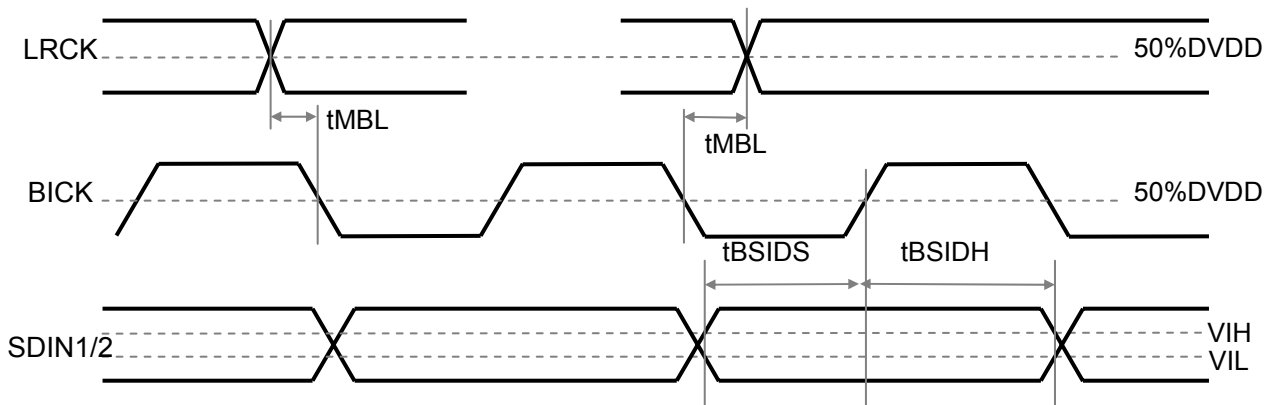 LRCK
50%DVDD
tMBL
tMBL
BICK
50%DVDD
tBSIDS
tBSIDH
SDIN1/2
VIH
VIL